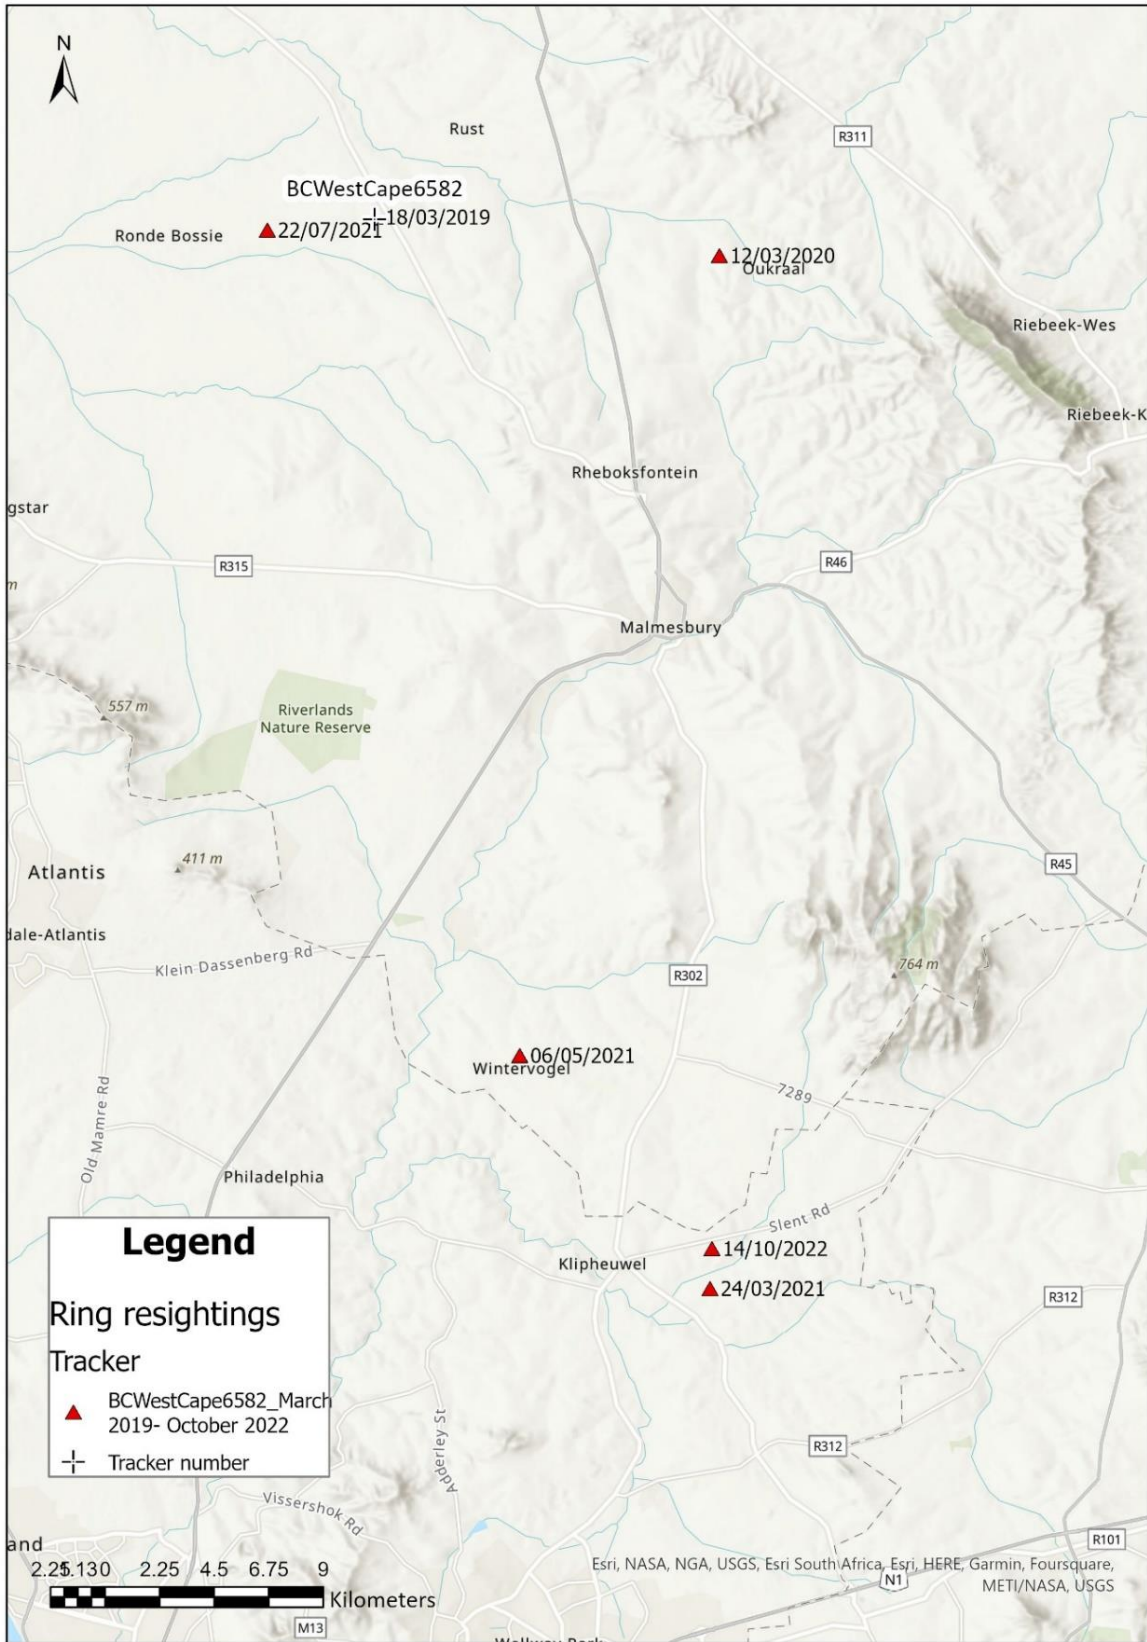 N
Rust
R311
BCWestCape6582
18/03/2019
22/07/2021
Ronde Bossie
12/03/2020
Oukraal
Riebeek-Wes
Riebeek-K
Rheboksfontein
gstar
R315
R46
m
Malmesbury
557 m
Riverlands
Nature Reserve
411 m
Atlantis
R45
dale-Atlantis
Klein Dassenberg Rd
764 m
R302
06/05/2021
Wintervogel
7289
Old Mamre Rd
Philadelphia
Slent Rd
14/10/2022
Klipheuwel
24/03/2021
R312
Legend
Ring resightings
Tracker
BCWestCape6582_March
2019- October 2022
Tracker number
Adderley St
R312
Vissershok Rd
and
R101
2.25 1.13 0 2.25 4.5 6.75 9
Kilometers
Esri, NASA, NGA, USGS, Esri South Africa, Esri, HERE, Garmin, Foursquare,
METI/NASA, USGS
N1
M13